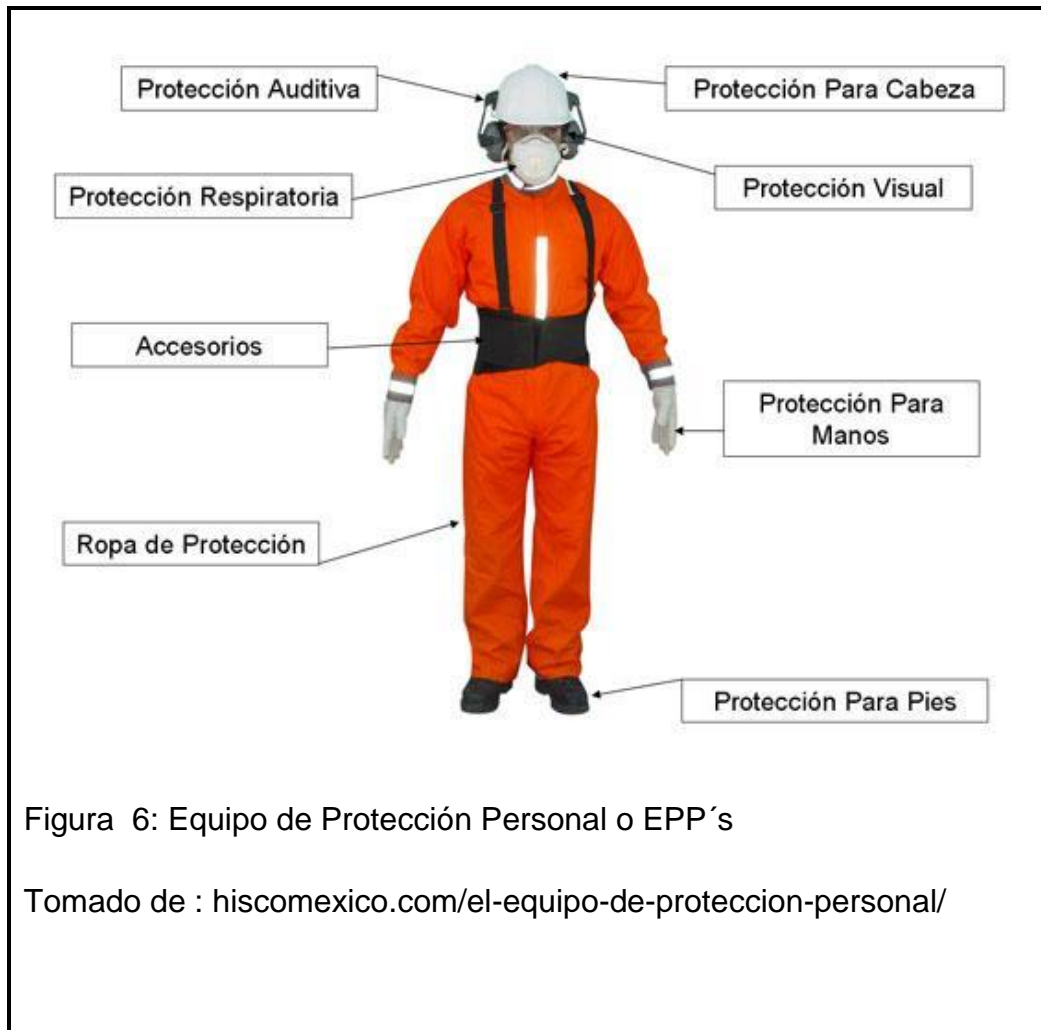 Protección Auditiva
Protección Para Cabeza
Protección Respiratoria
Protección Visual
Accesorios
Protección Para
Manos
Ropa de Protección
Protección Para Pies
Figura  6: Equipo de Protección Personal o EPP´s
Tomado de : hiscomexico.com/el-equipo-de-proteccion-personal/